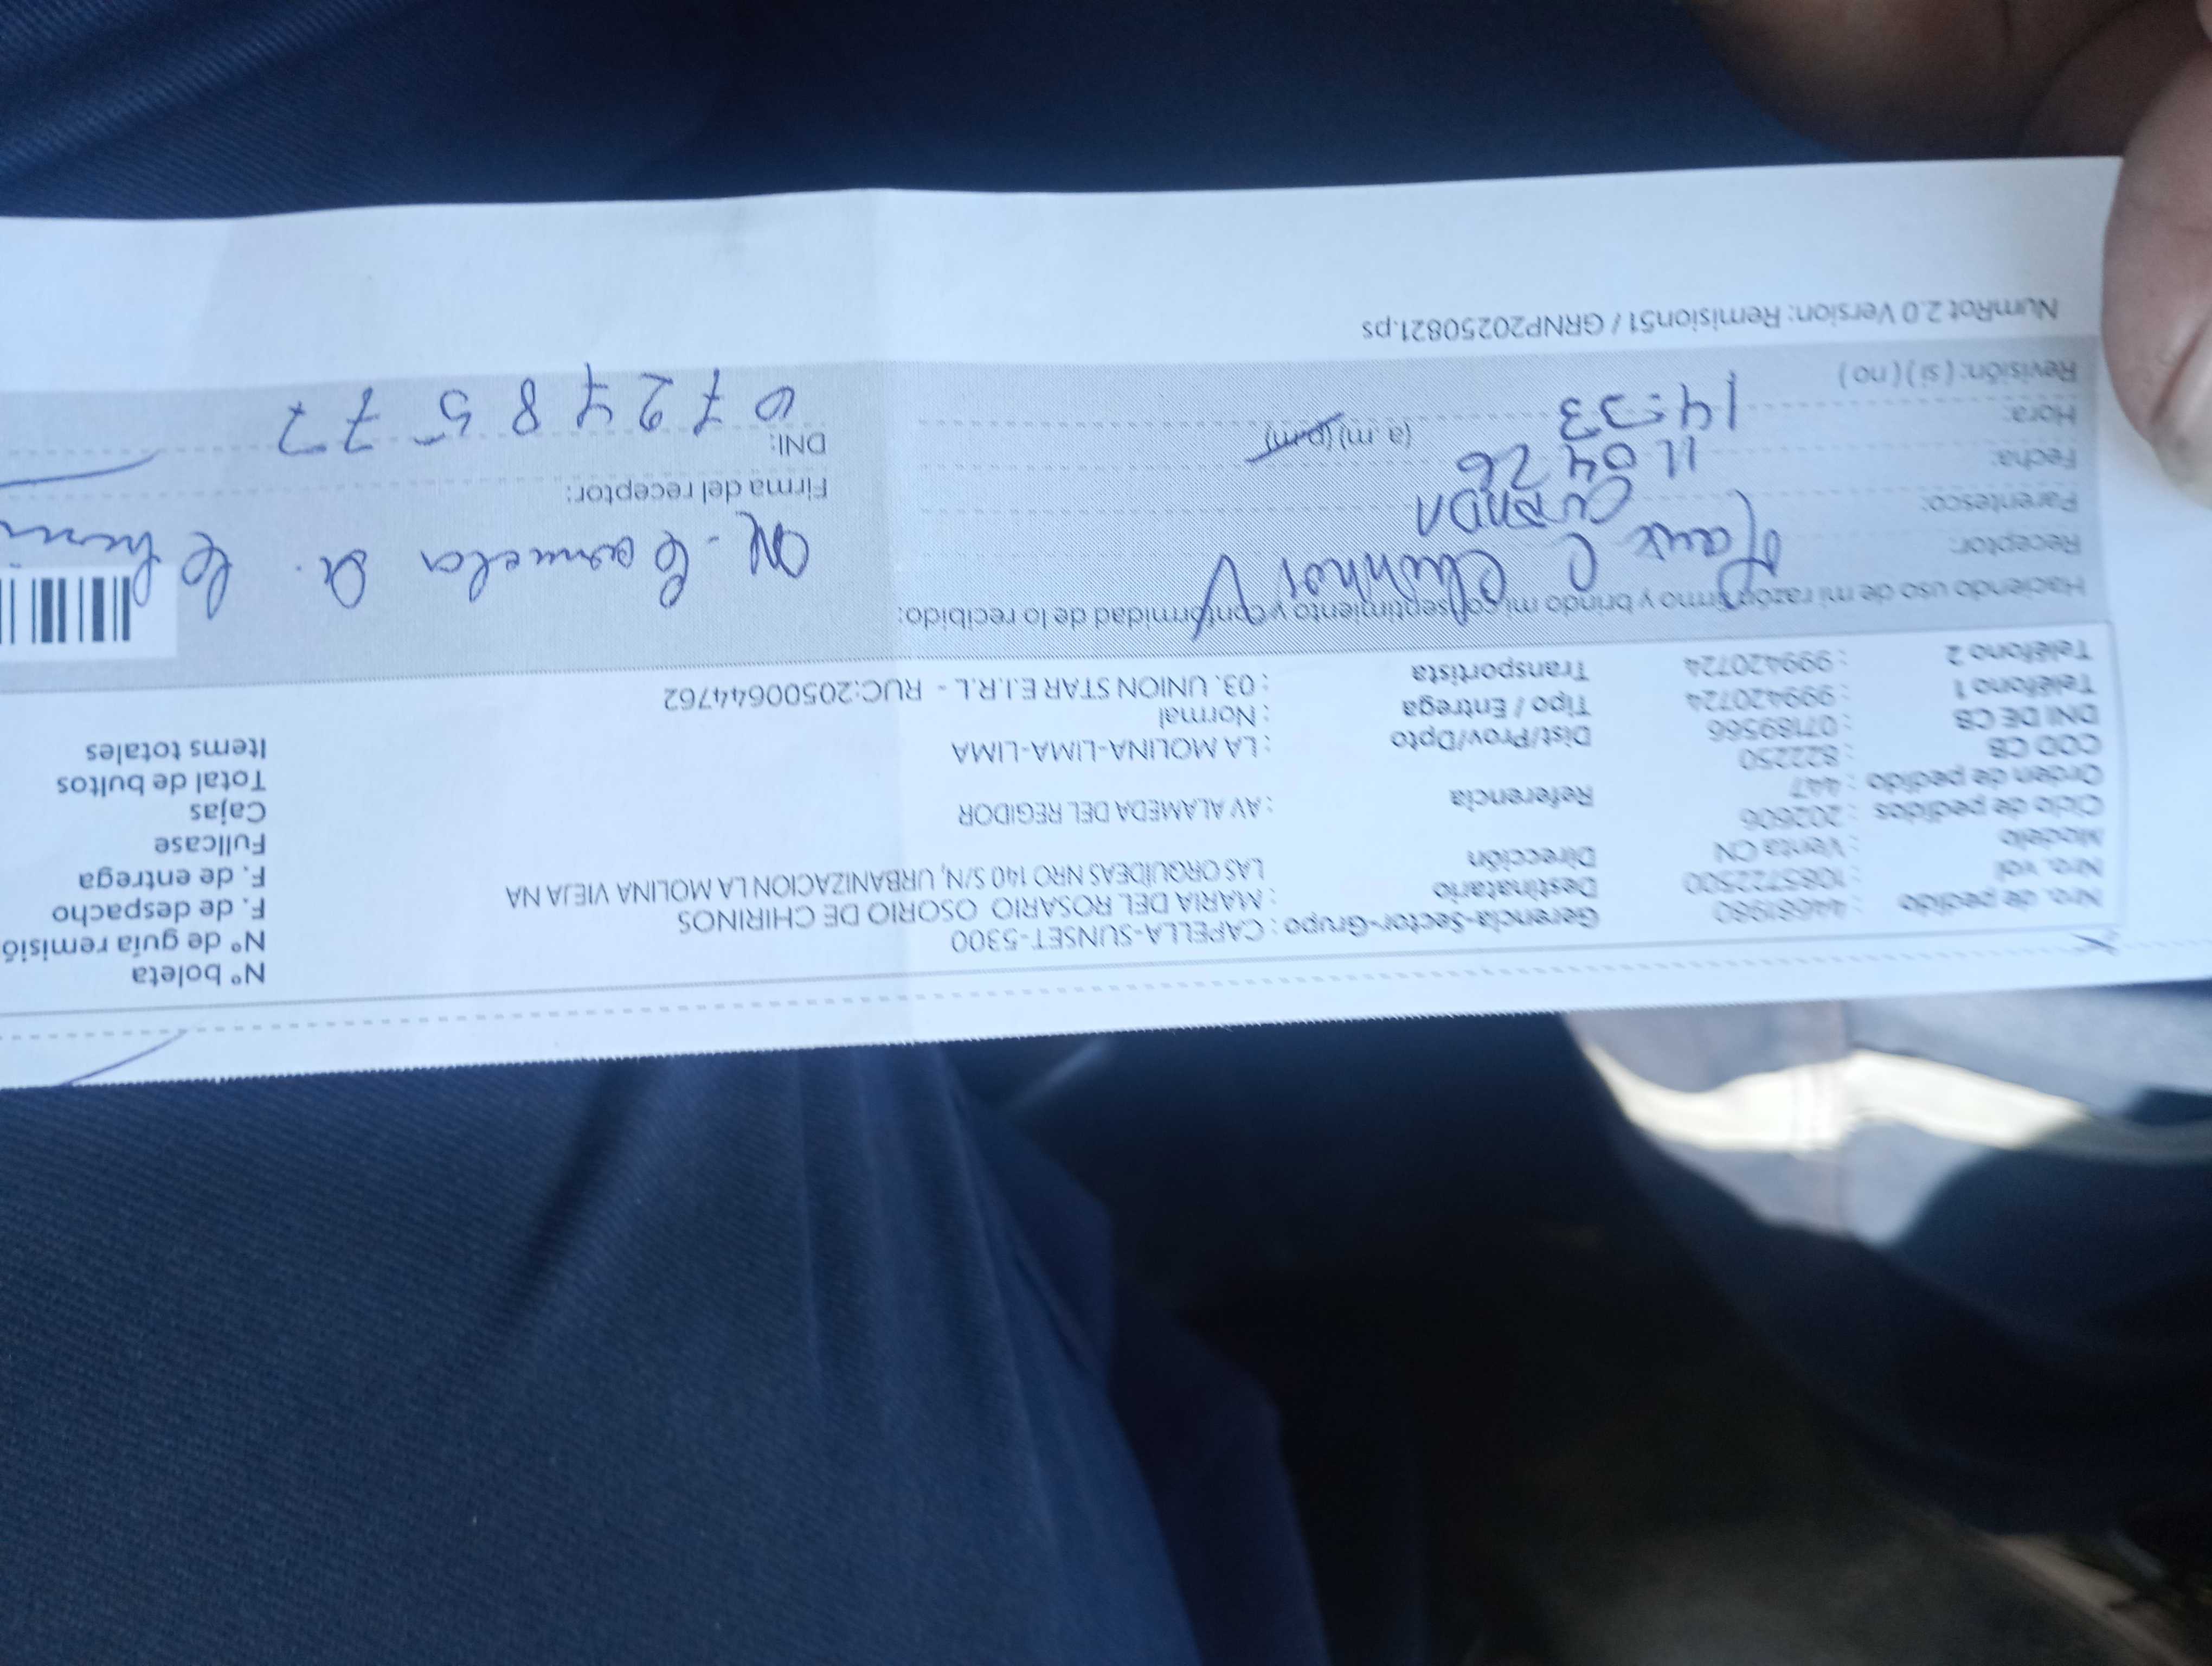 Nro. de pedido : 44681980 Gerencia-Sector-Grupo : CAPELLA-SUNSET-5300 N° boleta
Nro. vol : 1085722500 Destinatario : MARIA DEL ROSARIO OSORIO DE CHIRINOS N° de guía remisió
Modelo : Venta CN Dirección LAS ORQUÍDEAS NRO 140 S/N, URBANIZACION LA MOLINA VIEJA NA F. de despacho
Ciclo de pedidos : 202606 F. de entrega
Orden de pedido : 447 Referencia : AV ALAMEDA DEL REGIDOR Fullcase
COD CB : 822250 Cajas
DNI DE CB : 07189566 Dist/Prov/Dpto : LA MOLINA-LIMA-LIMA Total de bultos
Teléfono 1 : 999420724 Tipo / Entrega : Normal Items totales
Teléfono 2 : 999420724 Transportista : 03. UNION STAR E.I.R.L - RUC:20500644762
Haciendo uso de mi razón firmo y brindo mi consentimiento y conformidad de lo recibido:
Receptor:
Parentesco: CUÑADA
Firma del receptor:
Fecha: 11 04 26
DNI: 07278577
Hora: 14:33 (a.m) (p.m)
Revisión: ( si ) ( no )
NumRot 2.0 Version: Remision51 / GRNP20250821.ps